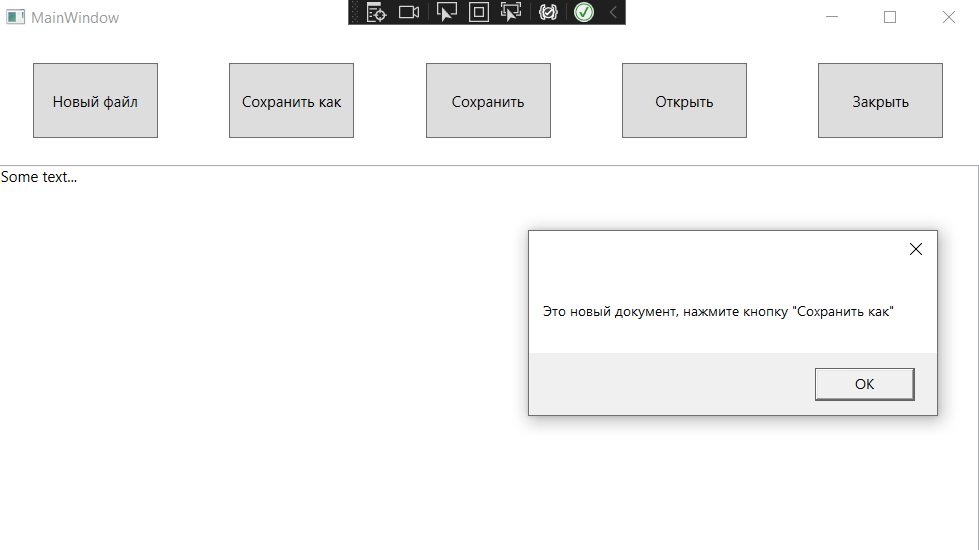 MainWindow
Новый файл
Сохранить как
Сохранить
Открыть
Закрыть
Some text...
Это новый документ, нажмите кнопку "Сохранить как"
OK